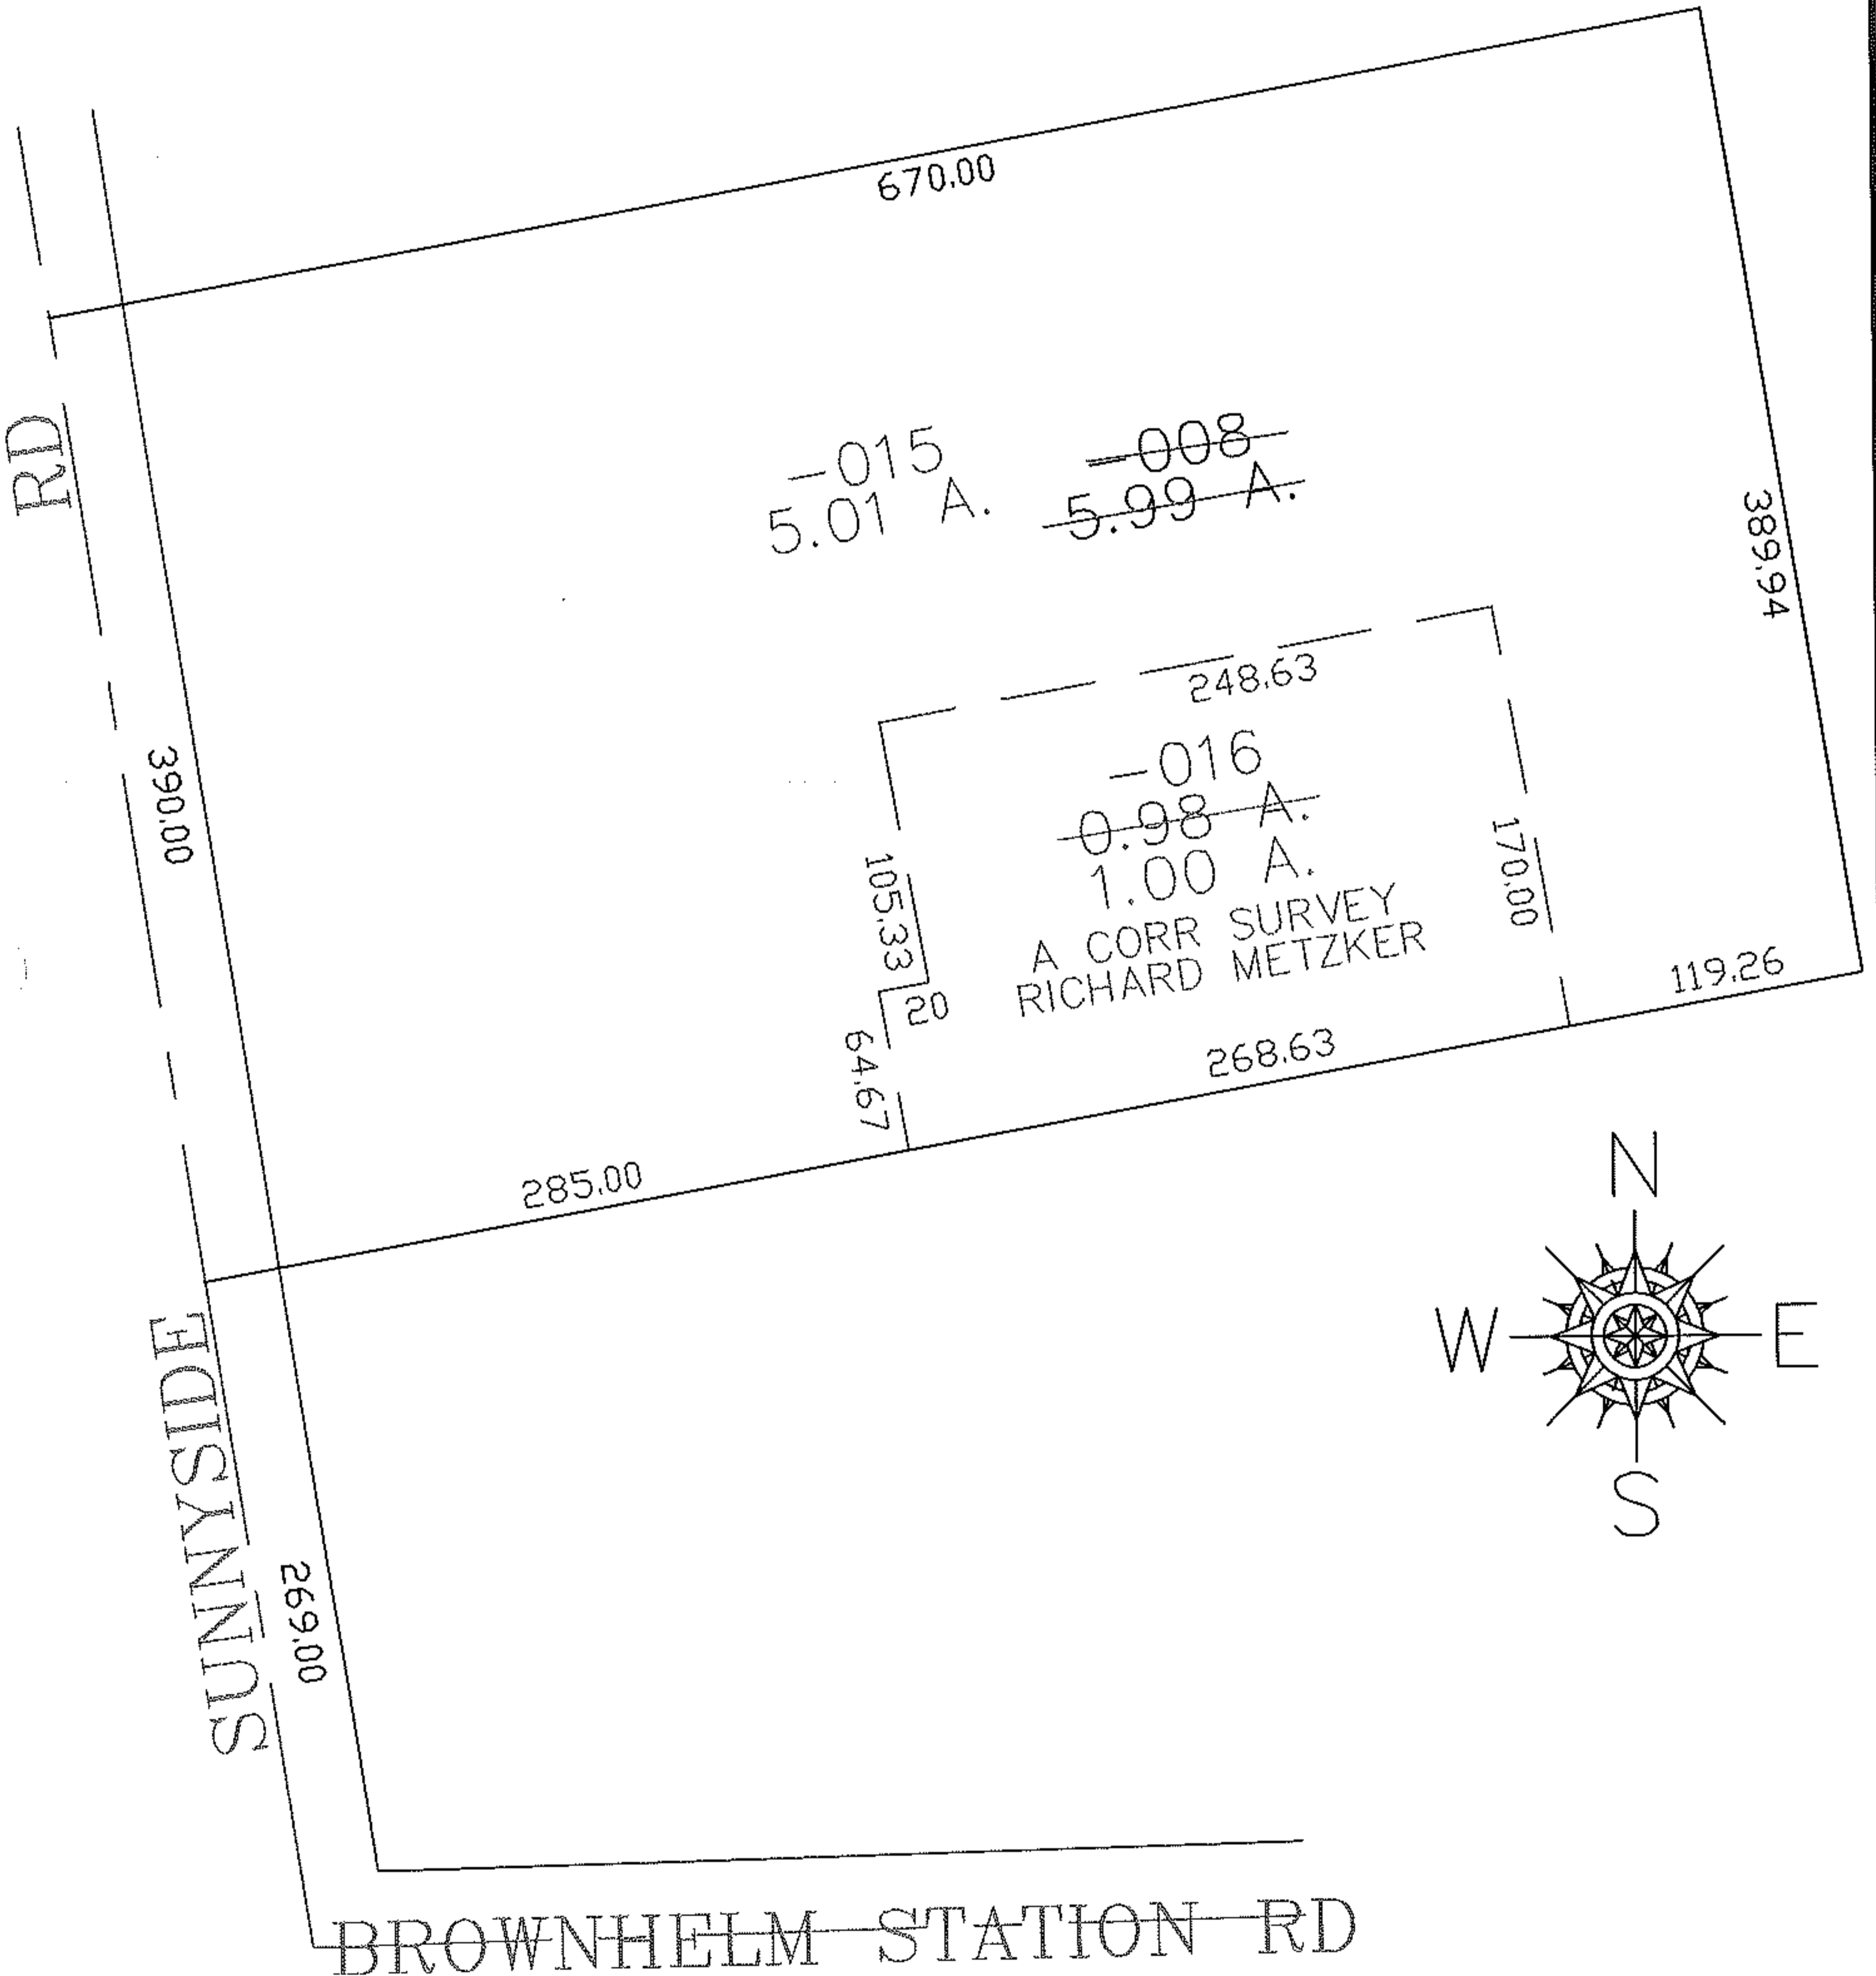 670.00
RD
-015
5.01 A.
-008
5.99 A.
389.94
390.00
248.63
-016
0.98 A.
1.00 A.
A CORR SURVEY
RICHARD METZKER
105.33
170.00
20
64.67
119.26
268.63
285.00
N
W
E
S
SUNNYSIDE
269.00
BROWNHELM STATION RD